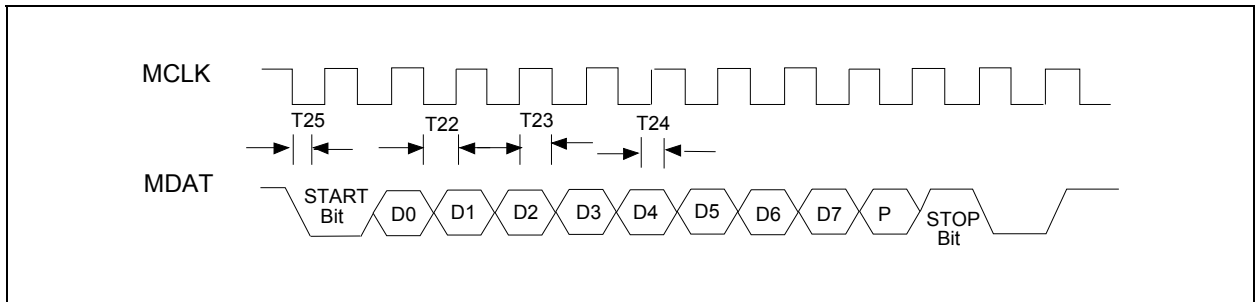 MCLK
T25
T22
T23
T24
MDAT
START
Bit
D0
D1
D2
D3
D4
D5
D6
D7
P
STOP
Bit